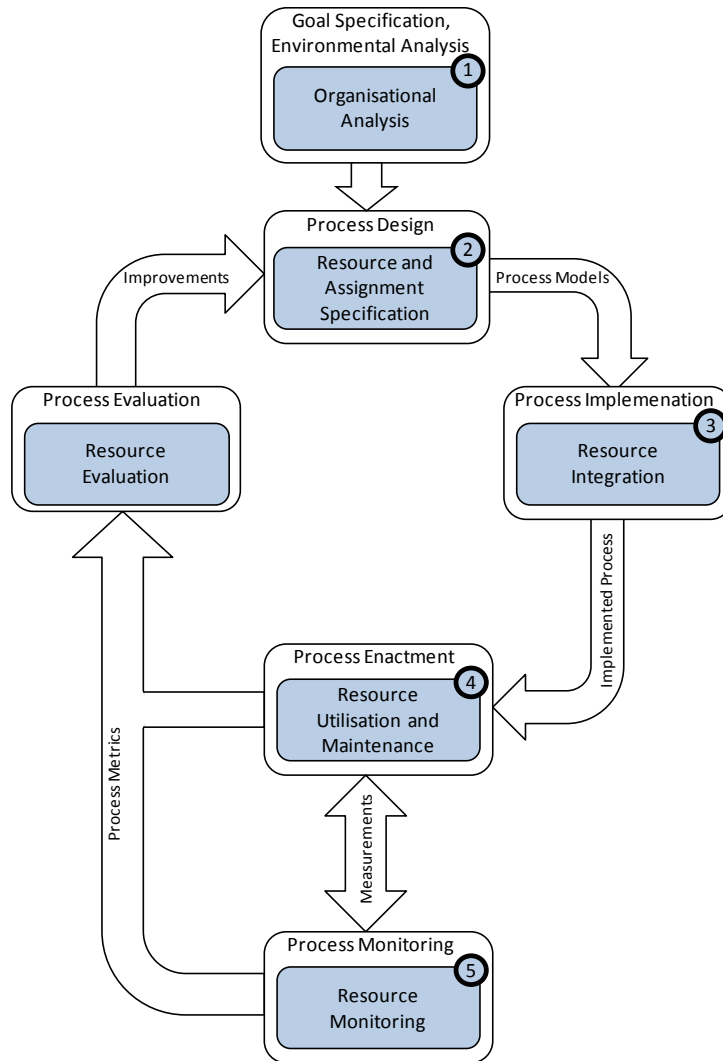 Goal Specification,
Environmental Analysis
1
Organisational
Analysis
Process Design
2
Resource and
Assignment
Specification
Improvements
Process Models
Process Evaluation
Resource
Evaluation
Process Implemenation
3
Resource
Integration
Implemented Process
Process Enactment
4
Resource
Utilisation and
Maintenance
Process Metrics
Measurements
Process Monitoring
5
Resource
Monitoring